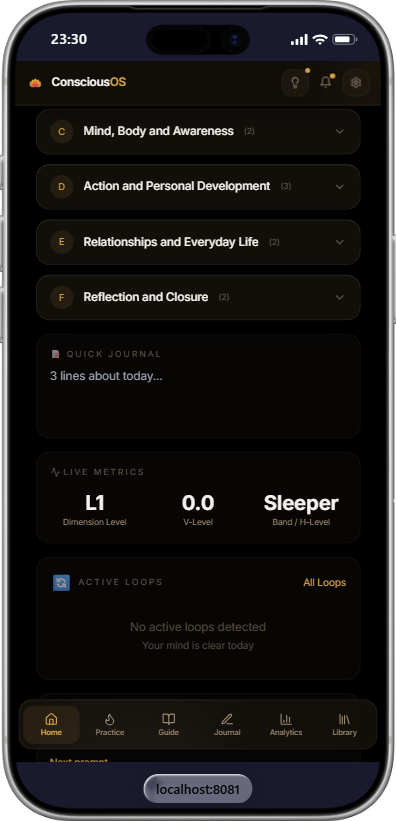 23:30
ConsciousOS
C Mind, Body and Awareness (2)
D Action and Personal Development (3)
E Relationships and Everyday Life (2)
F Reflection and Closure (2)
QUICK JOURNAL
3 lines about today...
LIVE METRICS
L1 0.0 Sleeper
Dimension Level V-Level Band / H-Level
ACTIVE LOOPS All Loops
No active loops detected
Your mind is clear today
Home Practice Guide Journal Analytics Library
Next prompt
localhost:8081